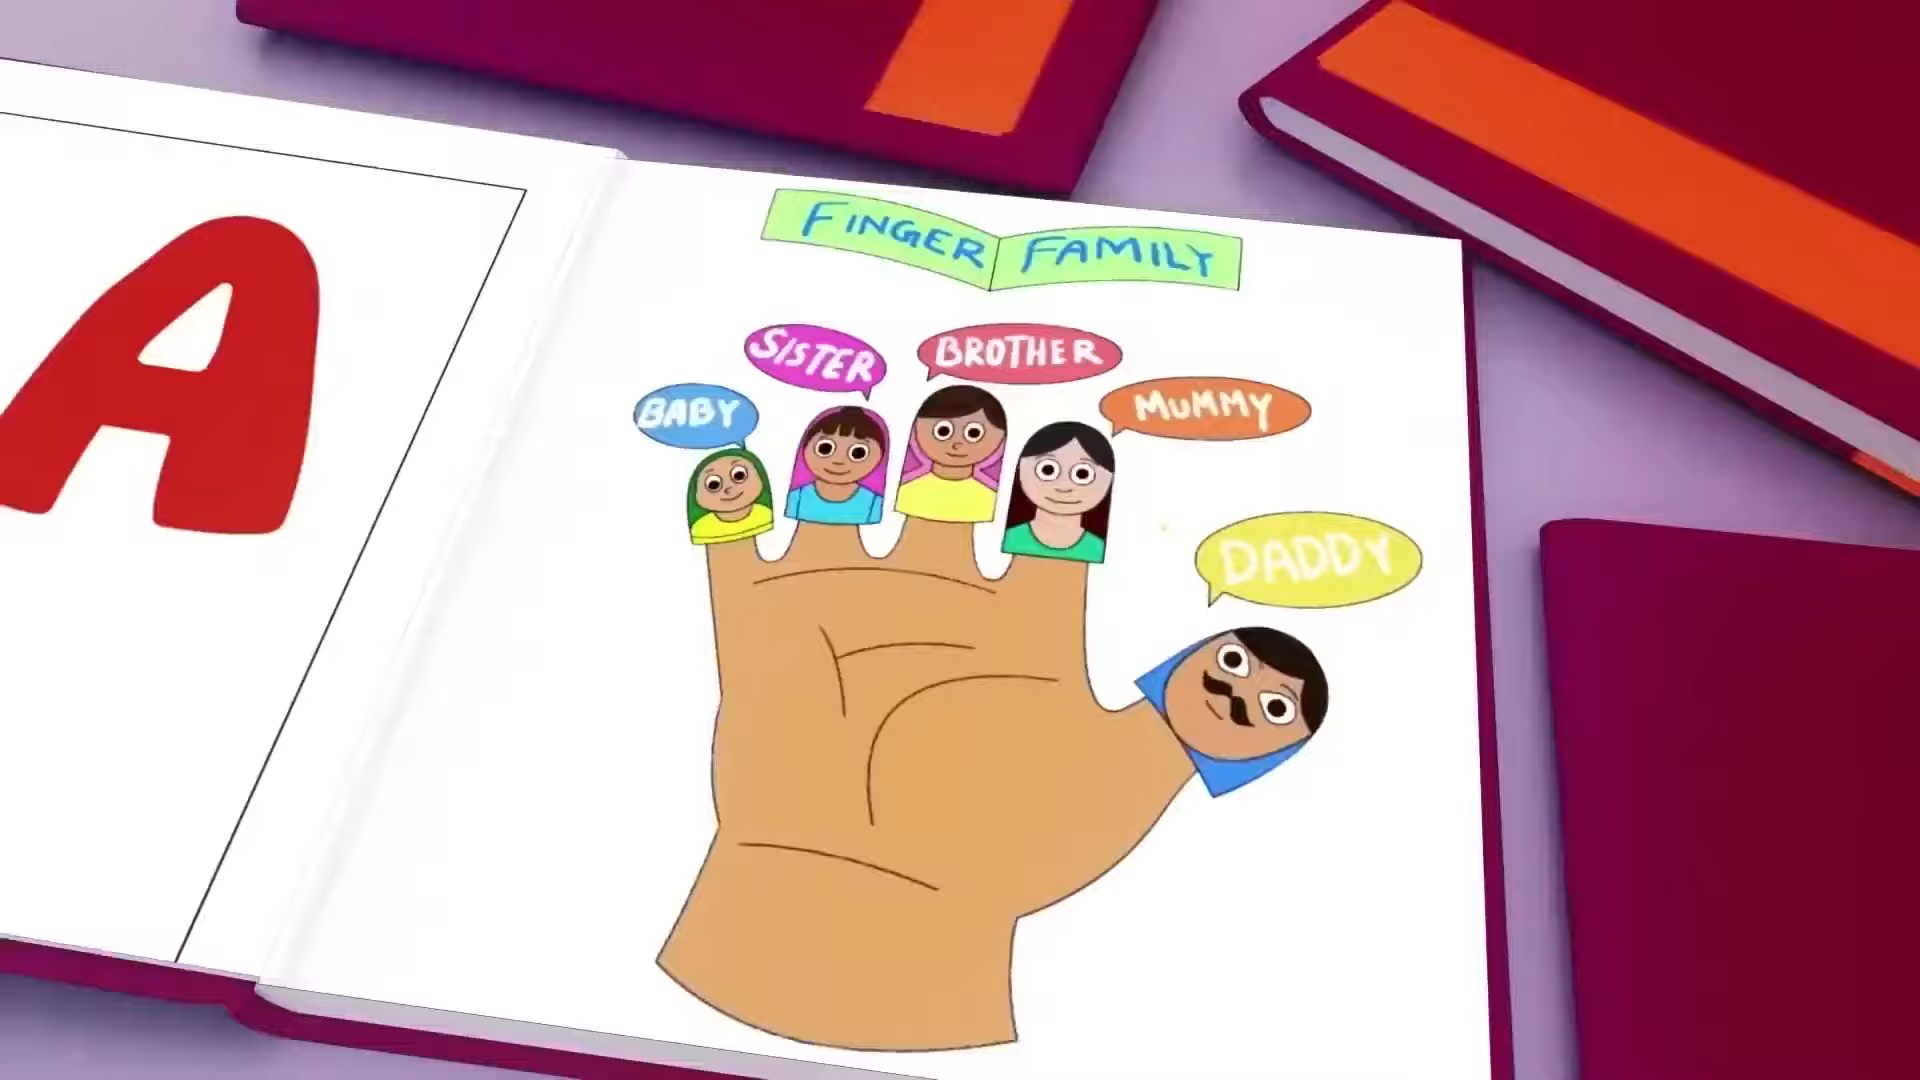 A
FINGER FAMILY
SISTER
BROTHER
BABY
MUMMY
DADDY